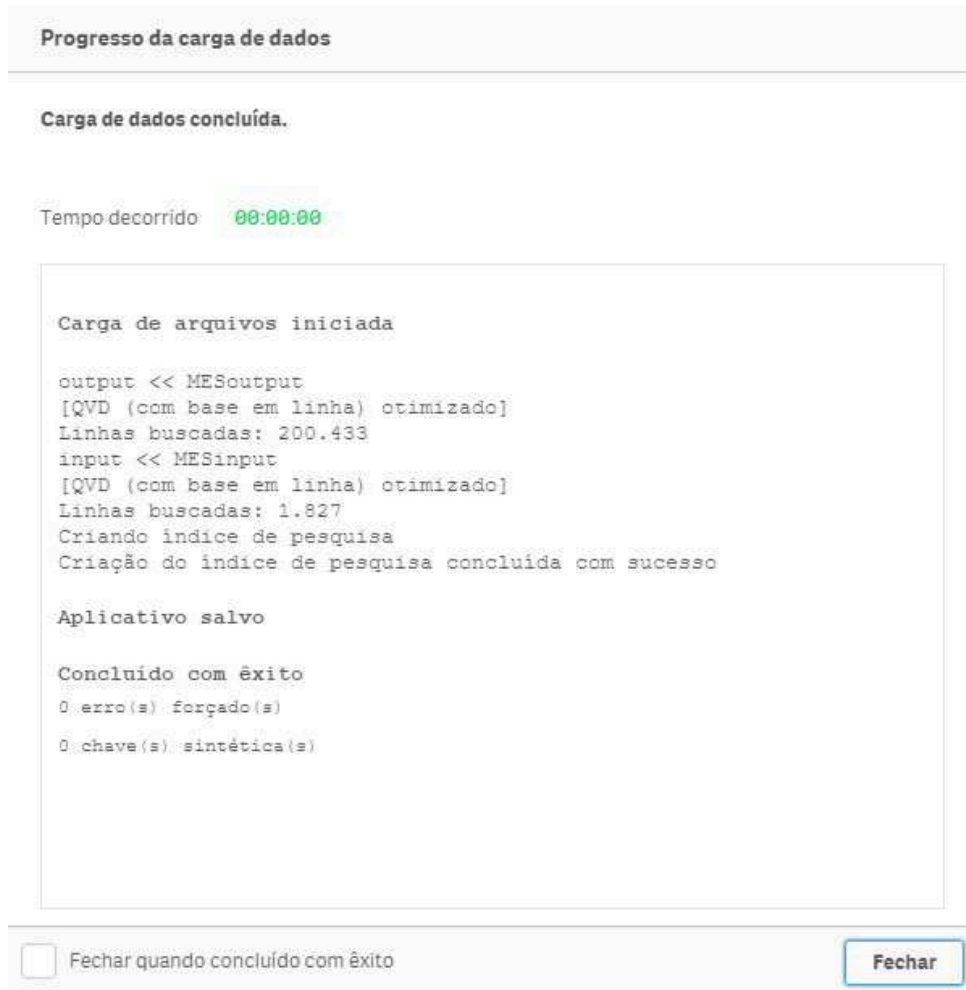 Progresso da carga de dados
Carga de dados concluída.
Tempo decorrido 00:00:00
Carga de arquivos iniciada
output << MESoutput
[QVD (com base em linha) otimizado]
Linhas buscadas: 200.433
input << MESinput
[QVD (com base em linha) otimizado]
Linhas buscadas: 1.827
Criando índice de pesquisa
Criação do índice de pesquisa concluída com sucesso
Aplicativo salvo
Concluído com êxito
0 erro(s) forçado(s)
0 chave(s) sintética(s)
Fechar quando concluído com êxito
Fechar